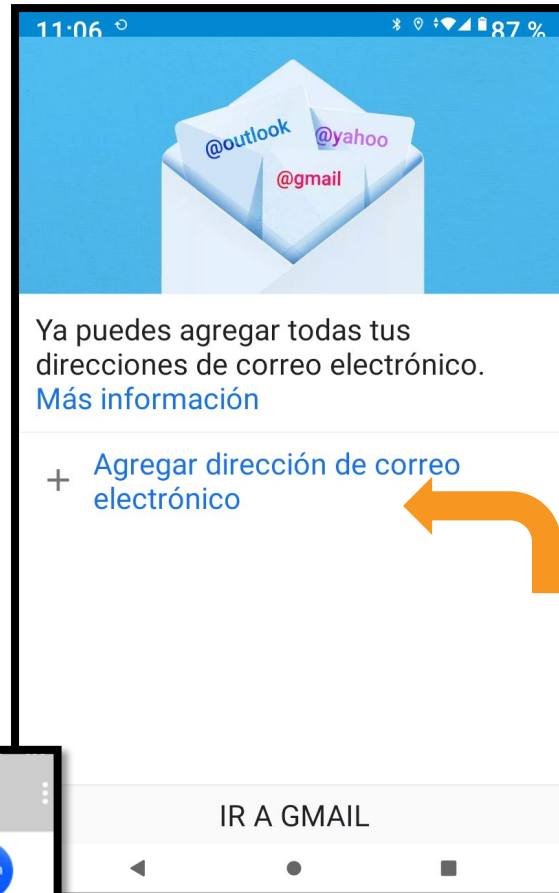 11:06 87 %
@outlook @yahoo
@gmail
Ya puedes agregar todas tus
direcciones de correo electrónico.
Más información
+ Agregar dirección de correo
electrónico
IR A GMAIL